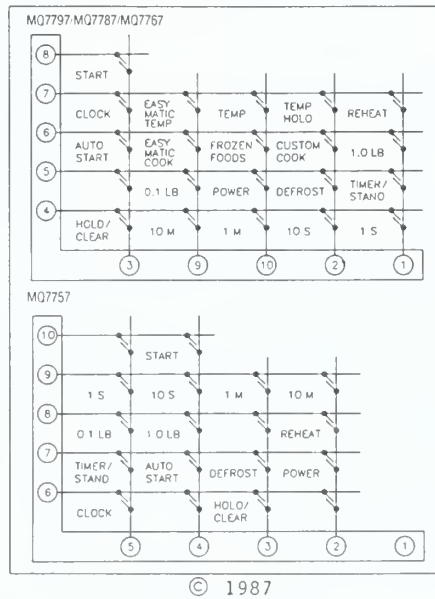 MQ7797/MQ7787/MQ7767
8
START
7
CLOCK
EASY
MATIC
TEMP
TEMP
TEMP
HOLD
REHEAT
6
AUTO
START
EASY
MATIC
COOK
FROZEN
FOODS
CUSTOM
COOK
1.0 LB
5
0.1 LB
POWER
DEFROST
TIMER/
STAND
4
HOLD/
CLEAR
10 M
1 M
10 S
1 S
3 9 10 2 1
MQ7757
10
START
9
1 S 10 S 1 M 10 M
8
0.1 LB 1.0 LB REHEAT
7
TIMER/
STAND
AUTO
START
DEFROST
POWER
6
CLOCK
HOLD/
CLEAR
5 4 3 2 1
© 1987